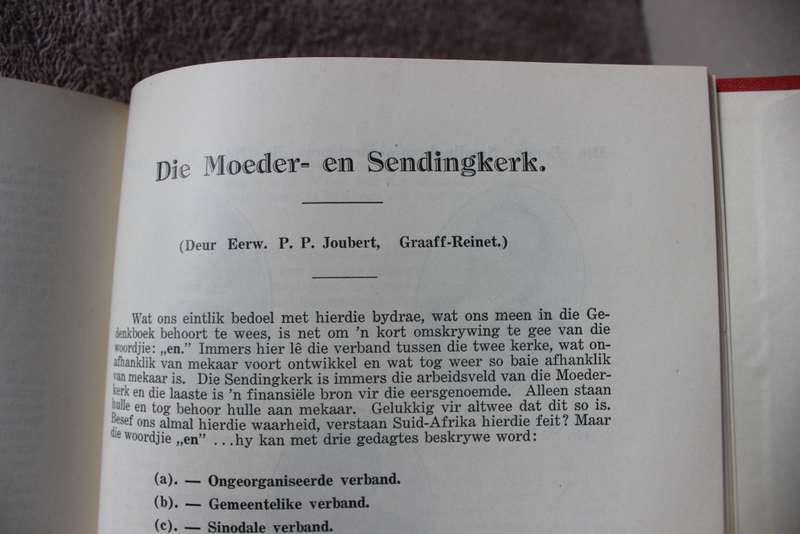 Die Moeder- en Sendingkerk.
(Deur Eerw. P. P. Joubert, Graaff-Reinet.)
Wat ons eintlik bedoel met hierdie bydrae, wat ons meen in die Ge-
denkboek behoort te wees, is net om 'n kort omskrywing te gee van die
woordjie: „en." Immers hier lê die verband tussen die twee kerke, wat on-
afhanklik van mekaar voort ontwikkel en wat tog weer so baie afhanklik
van mekaar is. Die Sendingkerk is immers die arbeidsveld van die Moeder-
kerk en die laaste is 'n finansiële bron vir die eersgenoemde. Alleen staan
hulle en tog behoor hulle aan mekaar. Gelukkig vir altwee dat dit so is.
Besef ons almal hierdie waarheid, verstaan Suid-Afrika hierdie feit? Maar
die woordjie „en" ...hy kan met drie gedagtes beskrywe word:
(a). — Ongeorganiseerde verband.
(b). — Gemeentelike verband.
(c). — Sinodale verband.